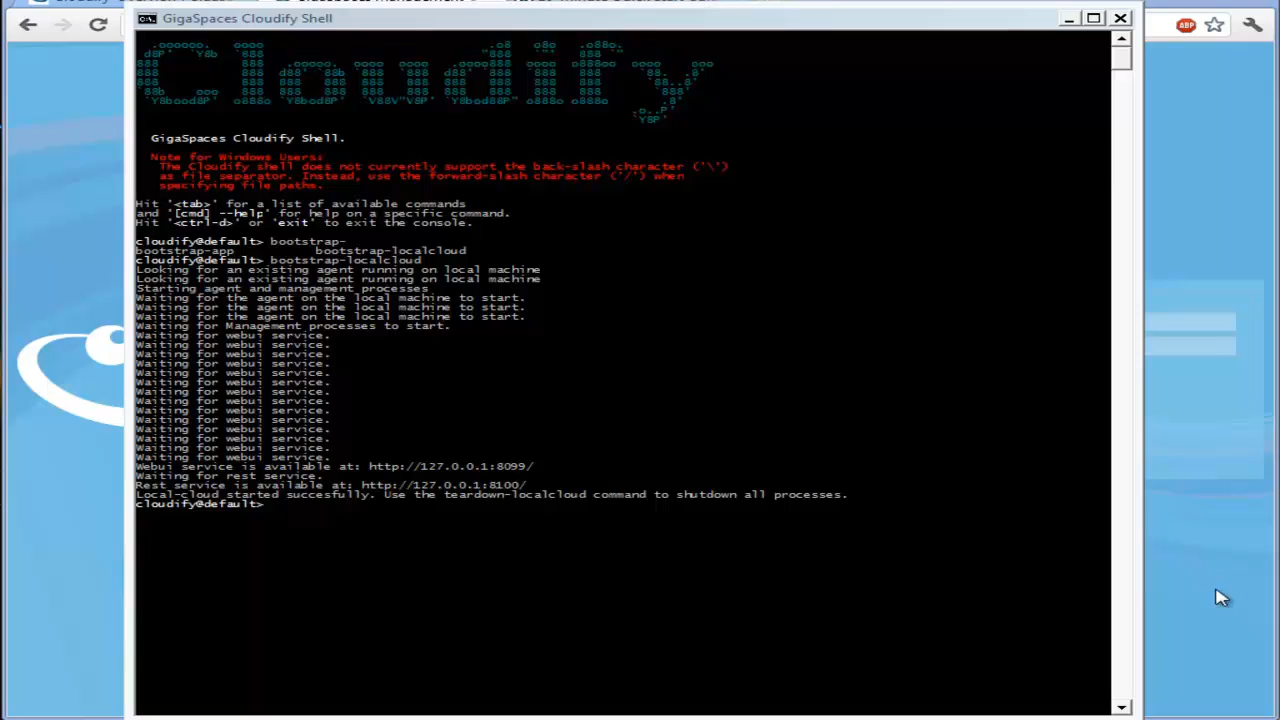 GigaSpaces Cloudify Shell
Cloudify
GigaSpaces Cloudify Shell.
Note for Windows Users:
The Cloudify shell does not currently support the back-slash character ('\')
as file separator. Instead, use the forward-slash character ('/') when
specifying file paths.
Hit '<tab>' for a list of available commands
and '[cmd] --help' for help on a specific command.
Hit '<ctrl-d>' or 'exit' to exit the console.
cloudify@default> bootstrap-
bootstrap-app bootstrap-localcloud
cloudify@default> bootstrap-localcloud
Looking for an existing agent running on local machine
Looking for an existing agent running on local machine
Starting agent and management processes
Waiting for the agent on the local machine to start.
Waiting for the agent on the local machine to start.
Waiting for the agent on the local machine to start.
Waiting for Management processes to start.
Waiting for webui service.
Waiting for webui service.
Waiting for webui service.
Waiting for webui service.
Waiting for webui service.
Waiting for webui service.
Waiting for webui service.
Waiting for webui service.
Waiting for webui service.
Waiting for webui service.
Waiting for webui service.
Waiting for webui service.
Waiting for webui service.
Waiting for webui service.
Webui service is available at: http://127.0.0.1:8099/
Waiting for rest service.
Rest service is available at: http://127.0.0.1:8100/
Local-cloud started succesfully. Use the teardown-localcloud command to shutdown all processes.
cloudify@default>
ABP